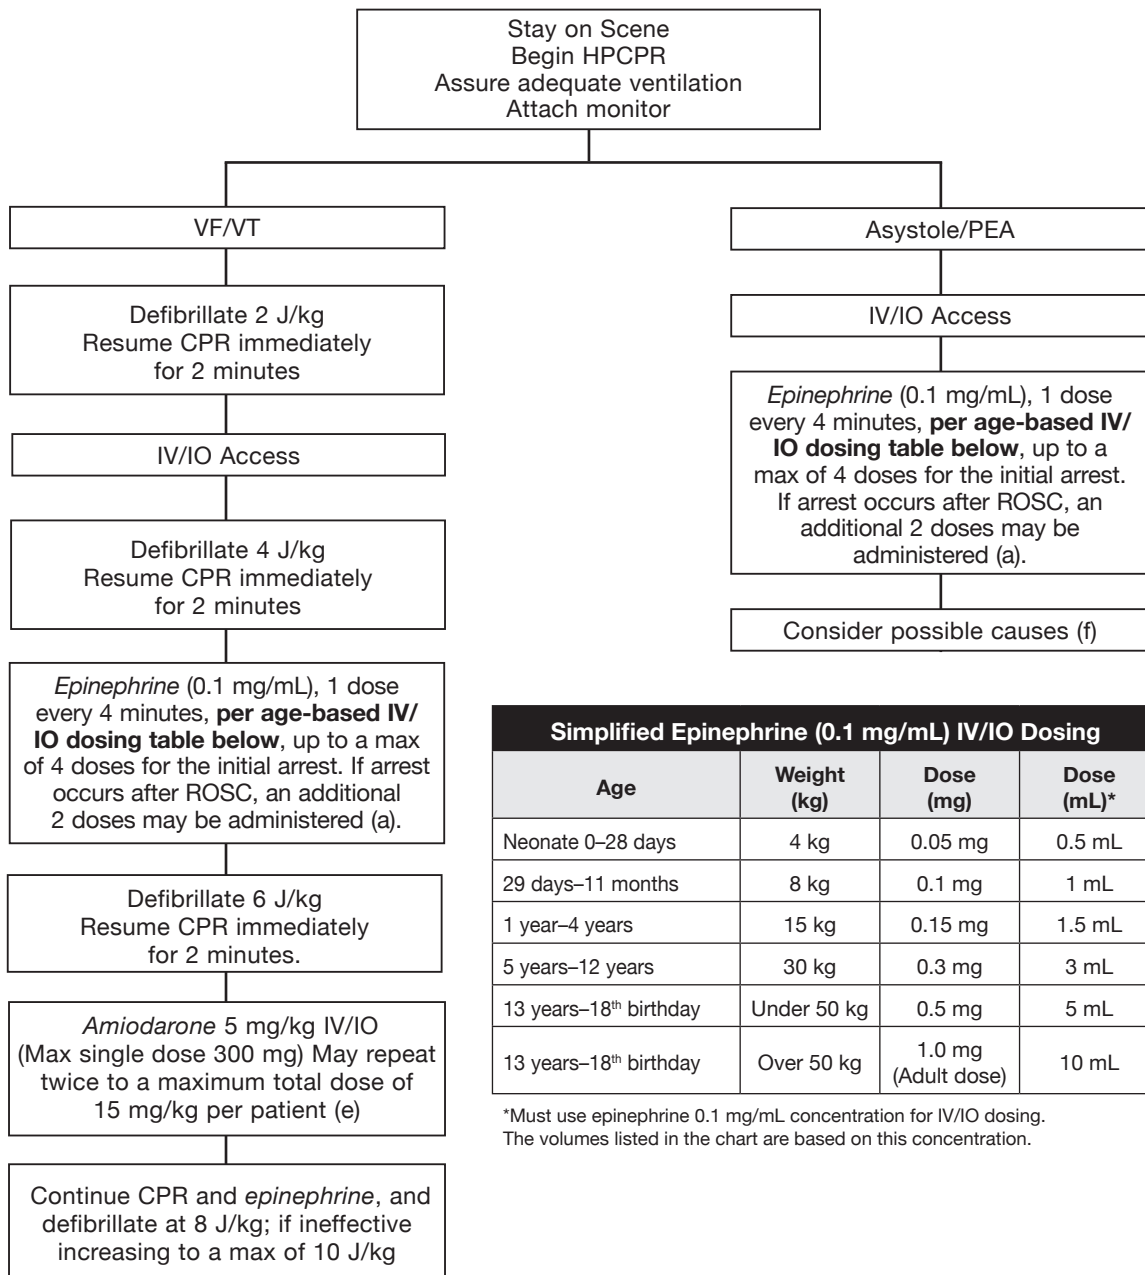 Stay on Scene
Begin HPCPR
Assure adequate ventilation
Attach monitor
VF/VT
Defibrillate 2 J/kg
Resume CPR immediately
for 2 minutes
IV/IO Access
Defibrillate 4 J/kg
Resume CPR immediately
for 2 minutes
Epinephrine (0.1 mg/mL), 1 dose
every 4 minutes, per age-based IV/
IO dosing table below, up to a max
of 4 doses for the initial arrest. If arrest
occurs after ROSC, an additional
2 doses may be administered (a).
Defibrillate 6 J/kg
Resume CPR immediately
for 2 minutes.
Amiodarone 5 mg/kg IV/IO
(Max single dose 300 mg) May repeat
twice to a maximum total dose of
15 mg/kg per patient (e)
Continue CPR and epinephrine, and
defibrillate at 8 J/kg; if ineffective
increasing to a max of 10 J/kg
Asystole/PEA
IV/IO Access
Epinephrine (0.1 mg/mL), 1 dose
every 4 minutes, per age-based IV/
IO dosing table below, up to a
max of 4 doses for the initial arrest.
If arrest occurs after ROSC, an
additional 2 doses may be
administered (a).
Consider possible causes (f)
Simplified Epinephrine (0.1 mg/mL) IV/IO Dosing
Age Weight (kg) Dose (mg) Dose (mL)*
Neonate 0–28 days 4 kg 0.05 mg 0.5 mL
29 days–11 months 8 kg 0.1 mg 1 mL
1 year–4 years 15 kg 0.15 mg 1.5 mL
5 years–12 years 30 kg 0.3 mg 3 mL
13 years–18th birthday Under 50 kg 0.5 mg 5 mL
13 years–18th birthday Over 50 kg 1.0 mg (Adult dose) 10 mL
*Must use epinephrine 0.1 mg/mL concentration for IV/IO dosing.
The volumes listed in the chart are based on this concentration.